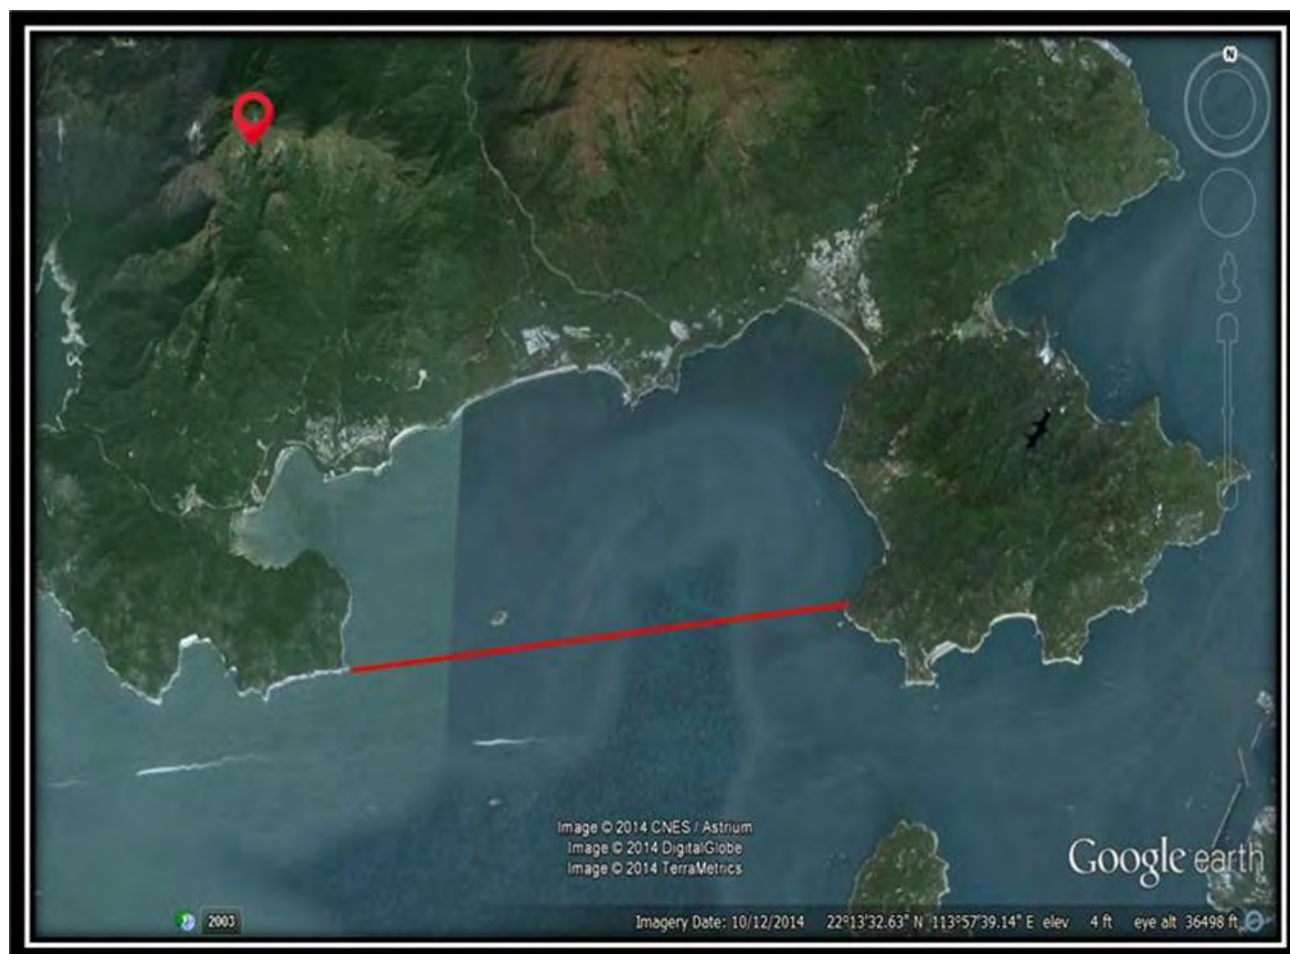 N
Image © 2014 CNES / Astrium
Image © 2014 DigitalGlobe
Image © 2014 TerraMetrics
Google earth
2003
Imagery Date: 10/12/2014 22°13'32.63" N 113°57'39.14" E elev 4 ft eye alt 36498 ft